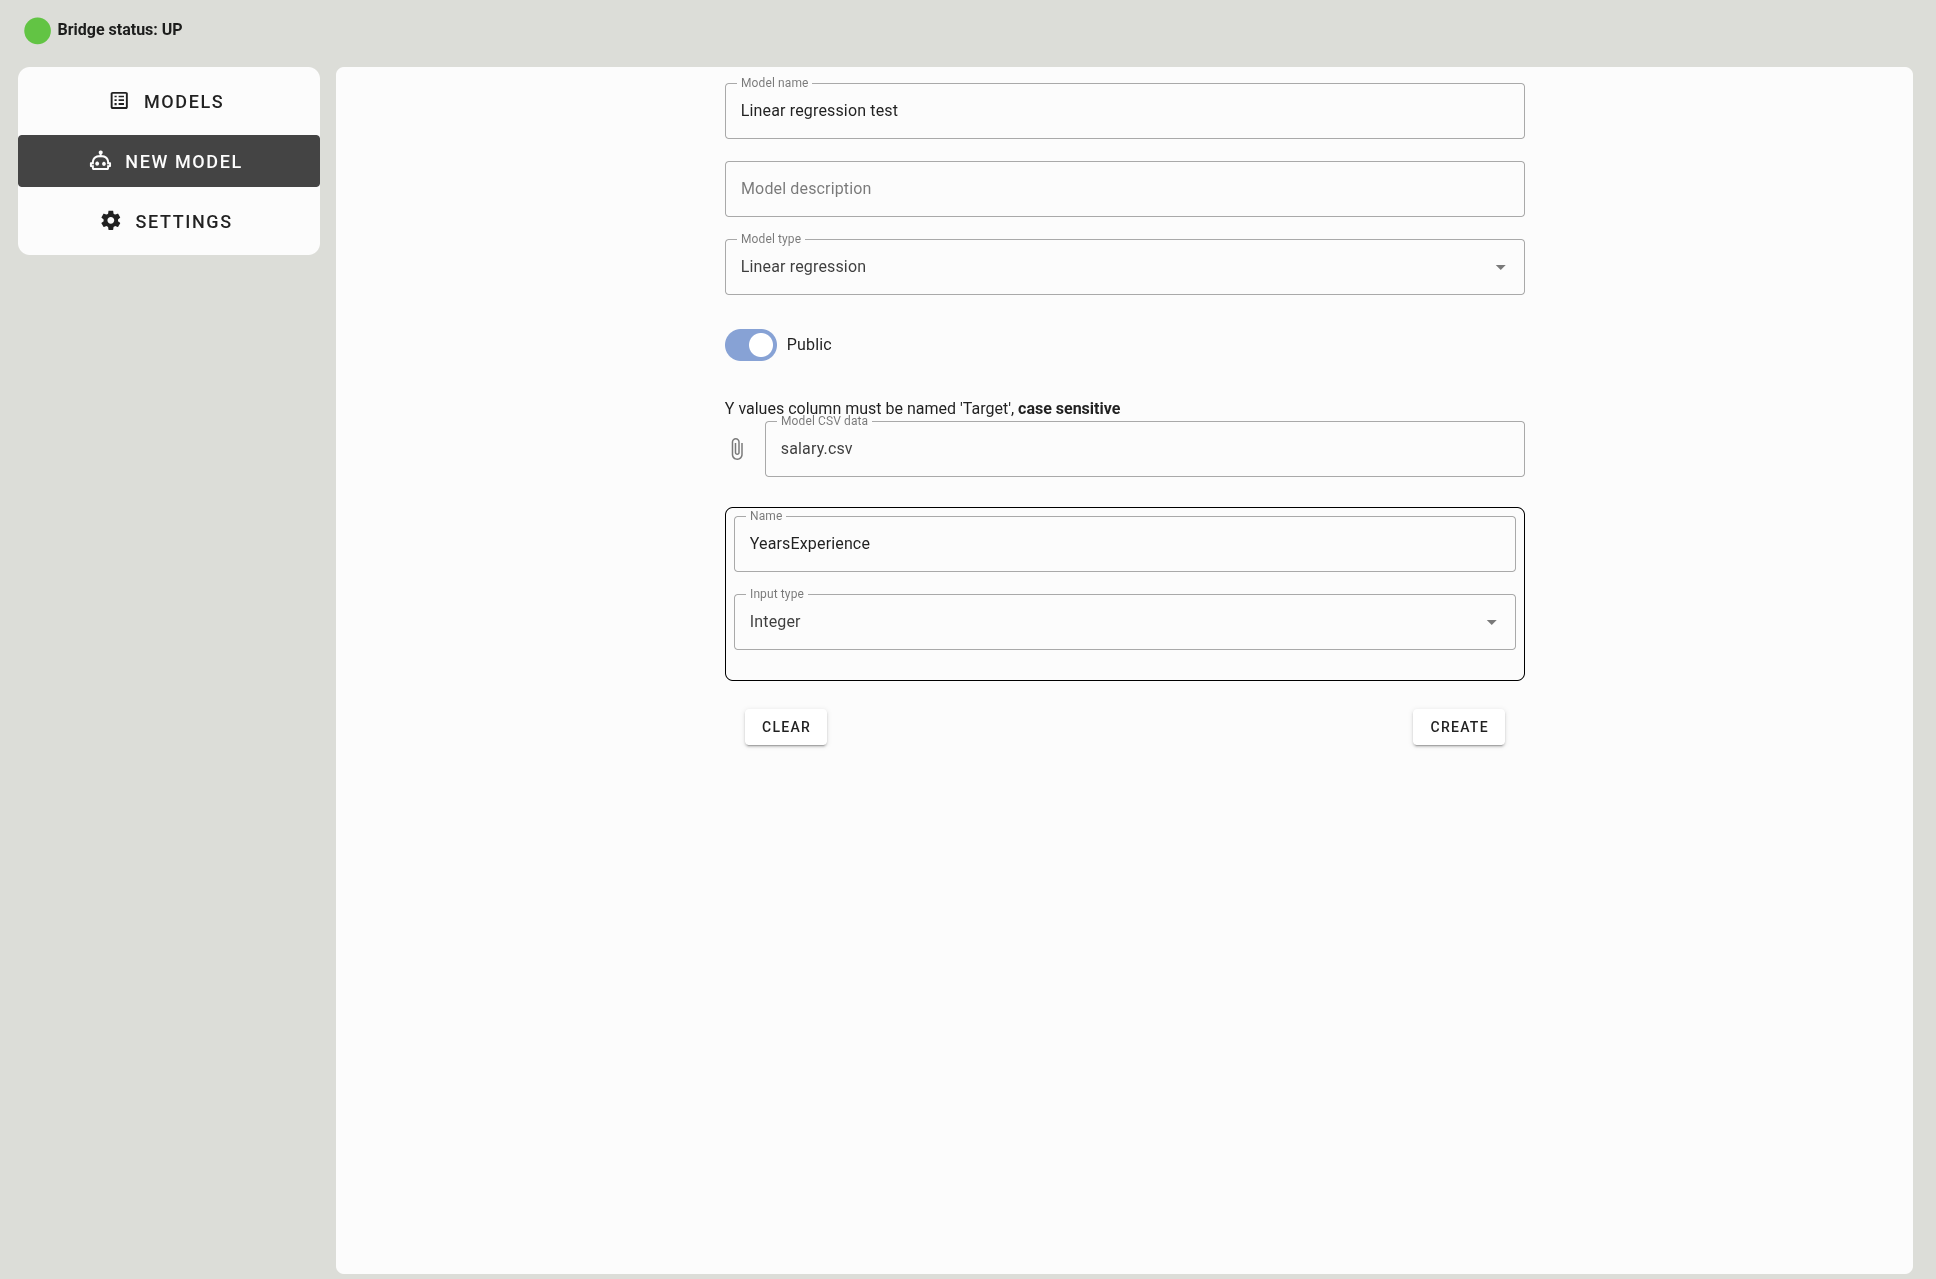 Bridge status: UP
MODELS
NEW MODEL
SETTINGS
Model name
Linear regression test
Model description
Model type
Linear regression
Public
Y values column must be named 'Target', case sensitive
Model CSV data
salary.csv
Name
YearsExperience
Input type
Integer
CLEAR
CREATE